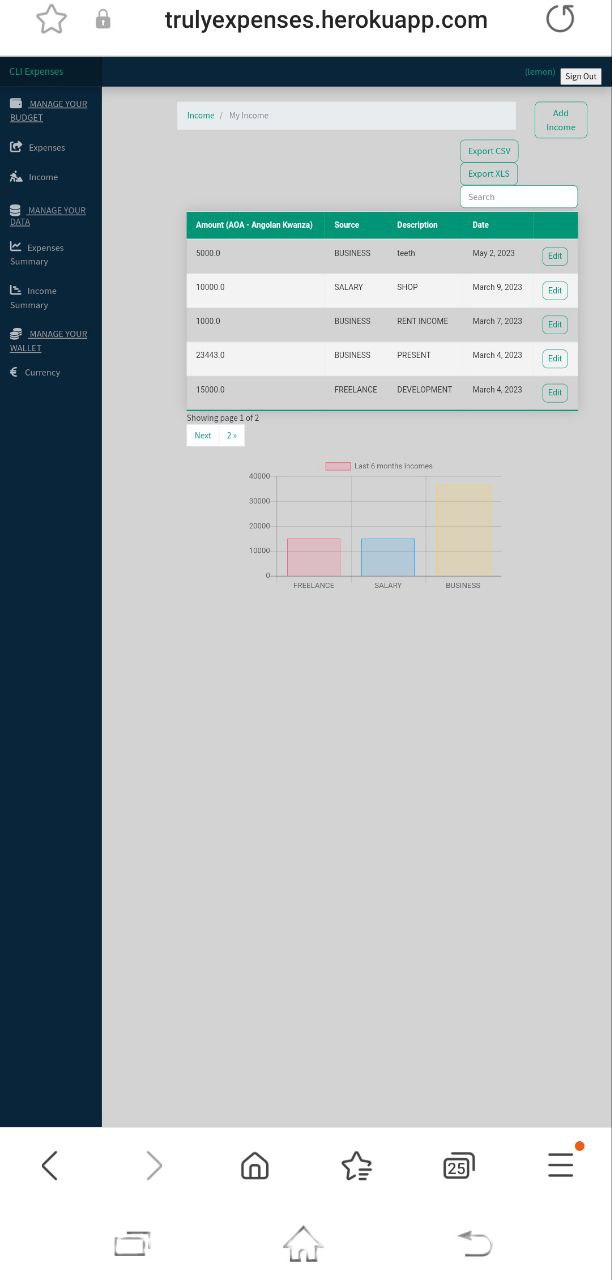 trulyexpenses.herokuapp.com
CLI Expenses
(lemon)
Sign Out
MANAGE YOUR
BUDGET
Expenses
Income
MANAGE YOUR
DATA
Expenses
Summary
Income
Summary
MANAGE YOUR
WALLET
€ Currency
Income / My Income
Add
Income
Export CSV
Export XLS
Search
Amount (AOA - Angolan Kwanza) Source Description Date
5000.0 BUSINESS teeth May 2, 2023 Edit
10000.0 SALARY SHOP March 9, 2023 Edit
1000.0 BUSINESS RENT INCOME March 7, 2023 Edit
23443.0 BUSINESS PRESENT March 4, 2023 Edit
15000.0 FREELANCE DEVELOPMENT March 4, 2023 Edit
Showing page 1 of 2
Next 2 »
Last 6 months incomes
40000
30000
20000
10000
0
FREELANCE SALARY BUSINESS
25